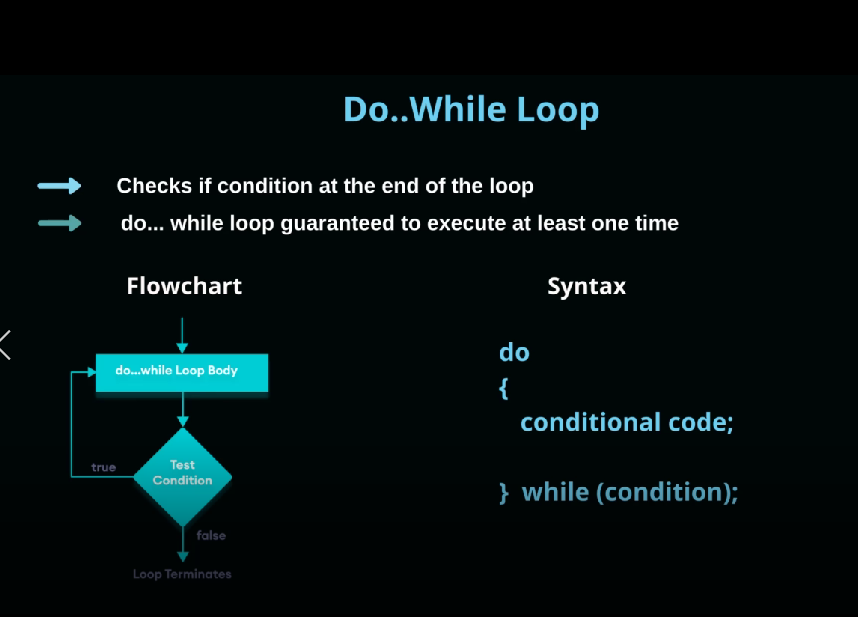 Do..While Loop
Checks if condition at the end of the loop
do... while loop guaranteed to execute at least one time
Flowchart
do...while Loop Body
true
Test
Condition
false
Loop Terminates
Syntax
do
{
conditional code;
} while (condition);